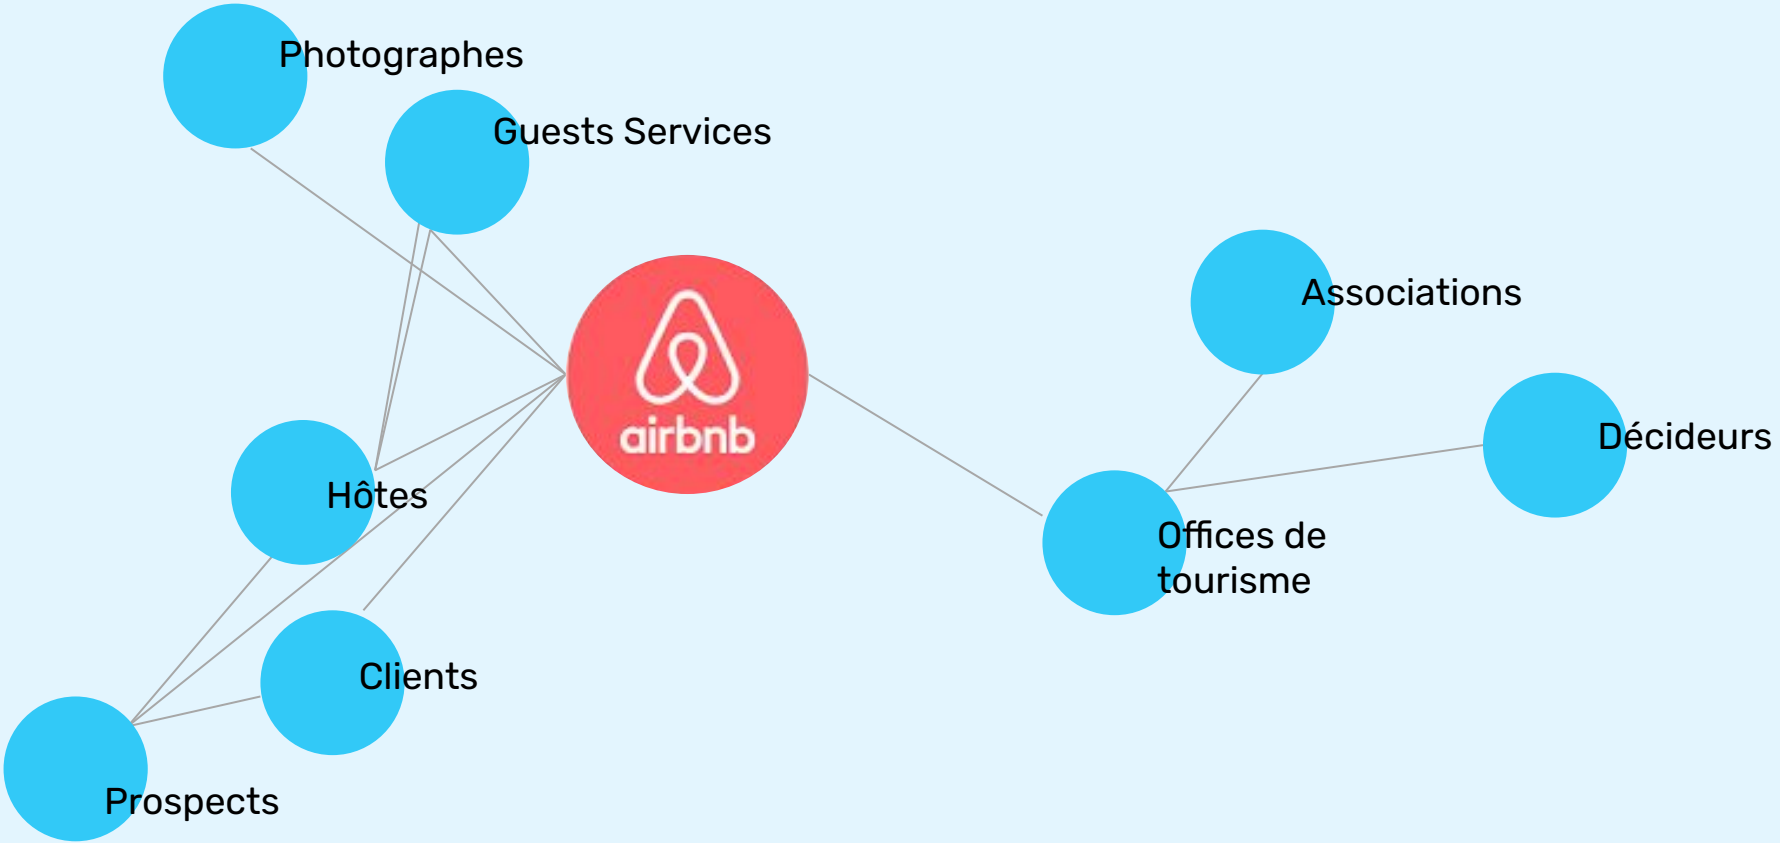 Photographes
Guests Services
airbnb
Associations
Décideurs
Hôtes
Offices de
tourisme
Clients
Prospects